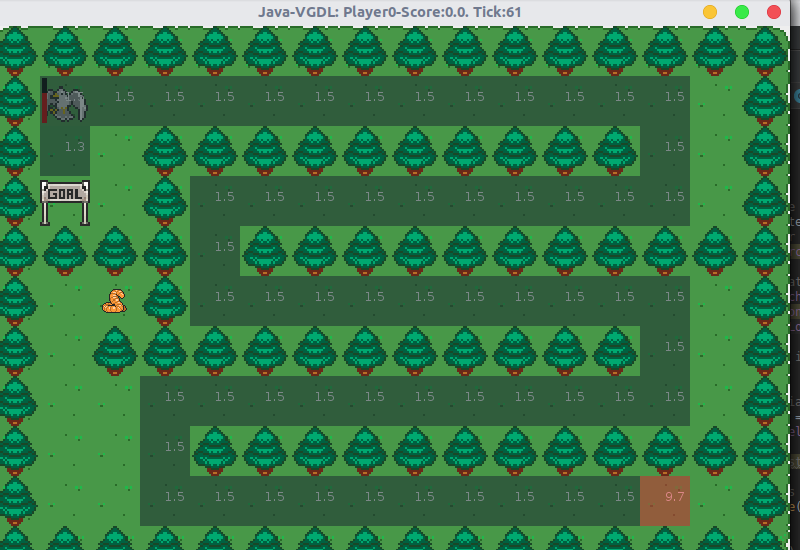 Java-VGDL: Player0-Score:0.0. Tick:61
1.5 1.5 1.5 1.5 1.5 1.5 1.5 1.5 1.5 1.5 1.5 1.5
1.3 1.5
GOAL 1.5 1.5 1.5 1.5 1.5 1.5 1.5 1.5 1.5 1.5
1.5
1.5 1.5 1.5 1.5 1.5 1.5 1.5 1.5 1.5 1.5
1.5
1.5 1.5 1.5 1.5 1.5 1.5 1.5 1.5 1.5 1.5 1.5
1.5
1.5 1.5 1.5 1.5 1.5 1.5 1.5 1.5 1.5 1.5 9.7